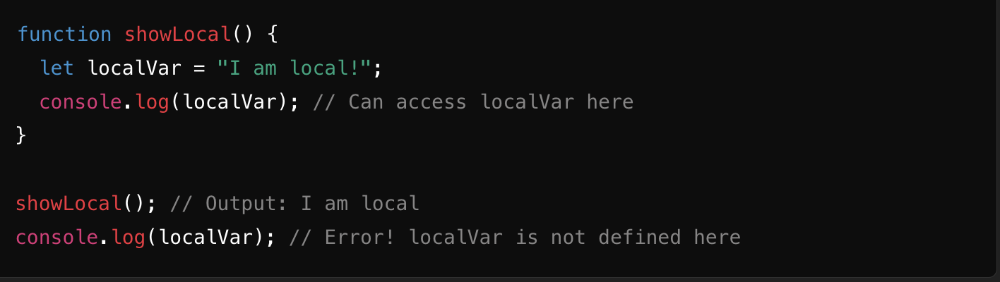 function showLocal() {
  let localVar = "I am local!";
  console.log(localVar); // Can access localVar here
}

showLocal(); // Output: I am local
console.log(localVar); // Error! localVar is not defined here